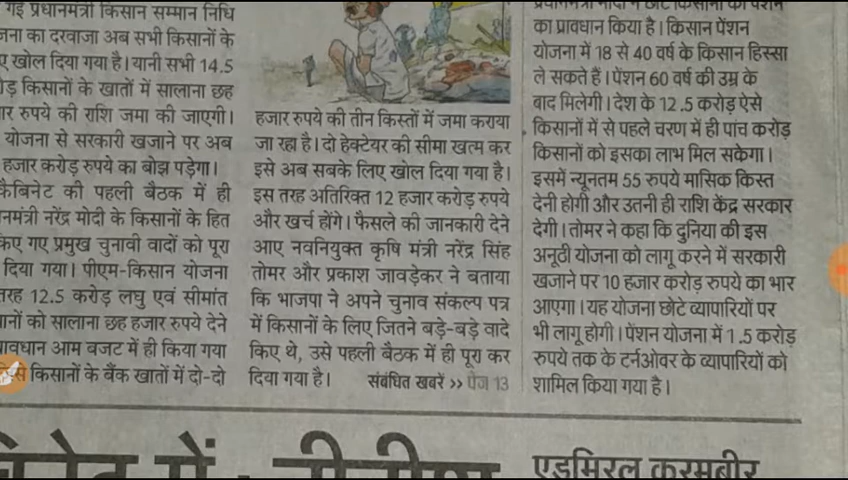 गई प्रधानमंत्री किसान सम्मान निधि
का दरवाजा अब सभी किसानों के
खोल दिया गया है। यानी सभी 14.5
किसानों के खातों में सालाना छह
रुपये की राशि जमा की जाएगी।
योजना से सरकारी खजाने पर अब
हजार करोड़ रुपये का बोझ पड़ेगा।
कैबिनेट की पहली बैठक में ही
नरेंद्र मोदी के किसानों के हित
गए प्रमुख चुनावी वादों को पूरा
दिया गया। पीएम-किसान योजना
12.5 करोड़ लघु एवं सीमांत
को सालाना छह हजार रुपये देने
आम बजट में ही किया गया
किसानों के बैंक खातों में दो-दो
हजार रुपये की तीन किस्तों में जमा कराया
जा रहा है। दो हेक्टेयर की सीमा खत्म कर
इसे अब सबके लिए खोल दिया गया है।
इस तरह अतिरिक्त 12 हजार करोड़ रुपये
और खर्च होंगे। फैसले की जानकारी देने
आए नवनियुक्त कृषि मंत्री नरेंद्र सिंह
तोमर और प्रकाश जावड़ेकर ने बताया
कि भाजपा ने अपने चुनाव संकल्प पत्र
में किसानों के लिए जितने बड़े-बड़े वादे
किए थे, उसे पहली बैठक में ही पूरा कर
दिया गया है।
संबंधित खबरें >> पेज 13
का प्रावधान किया है। किसान पेंशन
योजना में 18 से 40 वर्ष के किसान हिस्सा
ले सकते हैं। पेंशन 60 वर्ष की उम्र के
बाद मिलेगी। देश के 12.5 करोड़ ऐसे
किसानों में से पहले चरण में ही पांच करोड़
किसानों को इसका लाभ मिल सकेगा।
इसमें न्यूनतम 55 रुपये मासिक किस्त
देनी होगी और उतनी ही राशि केंद्र सरकार
देगी। तोमर ने कहा कि दुनिया की इस
अनूठी योजना को लागू करने में सरकारी
खजाने पर 10 हजार करोड़ रुपये का भार
आएगा। यह योजना छोटे व्यापारियों पर
भी लागू होगी। पेंशन योजना में 1.5 करोड़
रुपये तक के टर्नओवर के व्यापारियों को
शामिल किया गया है।
में
एडमिरल करमबीर